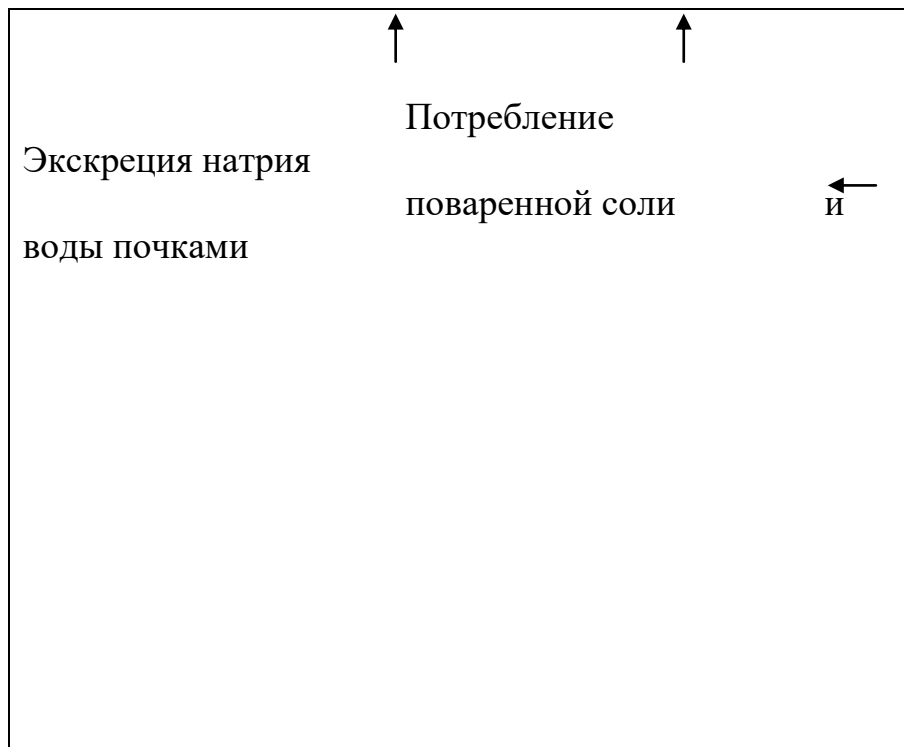 Потребление
Экскреция натрия
поваренной соли и
воды почками